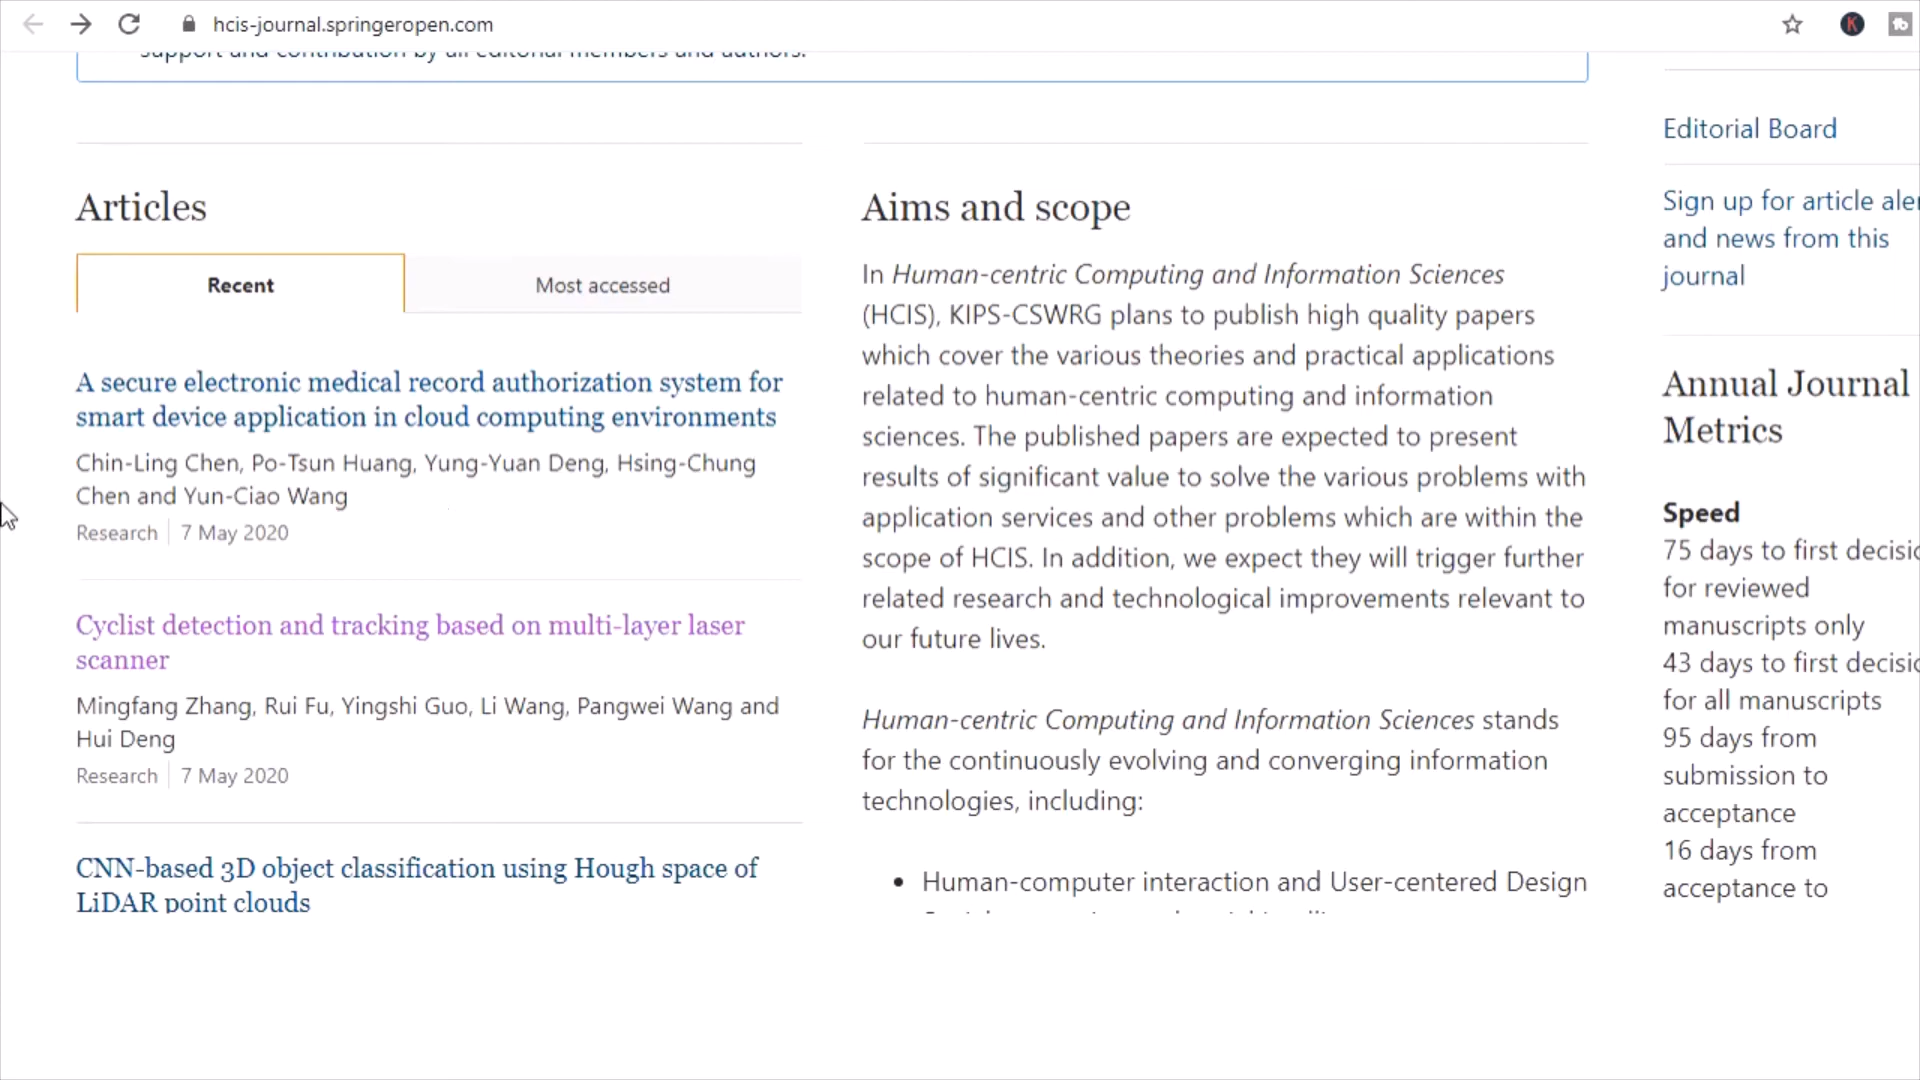 hcis-journal.springeropen.com
support and contribution by all editorial members and authors.
Articles
Recent
Most accessed
A secure electronic medical record authorization system for
smart device application in cloud computing environments
Chin-Ling Chen, Po-Tsun Huang, Yung-Yuan Deng, Hsing-Chung
Chen and Yun-Ciao Wang
Research | 7 May 2020
Cyclist detection and tracking based on multi-layer laser
scanner
Mingfang Zhang, Rui Fu, Yingshi Guo, Li Wang, Pangwei Wang and
Hui Deng
Research | 7 May 2020
CNN-based 3D object classification using Hough space of
LiDAR point clouds
Aims and scope
In Human-centric Computing and Information Sciences
(HCIS), KIPS-CSWRG plans to publish high quality papers
which cover the various theories and practical applications
related to human-centric computing and information
sciences. The published papers are expected to present
results of significant value to solve the various problems with
application services and other problems which are within the
scope of HCIS. In addition, we expect they will trigger further
related research and technological improvements relevant to
our future lives.
Human-centric Computing and Information Sciences stands
for the continuously evolving and converging information
technologies, including:
• Human-computer interaction and User-centered Design
Editorial Board
Sign up for article aler
and news from this
journal
Annual Journal
Metrics
Speed
75 days to first decisio
for reviewed
manuscripts only
43 days to first decisio
for all manuscripts
95 days from
submission to
acceptance
16 days from
acceptance to
K